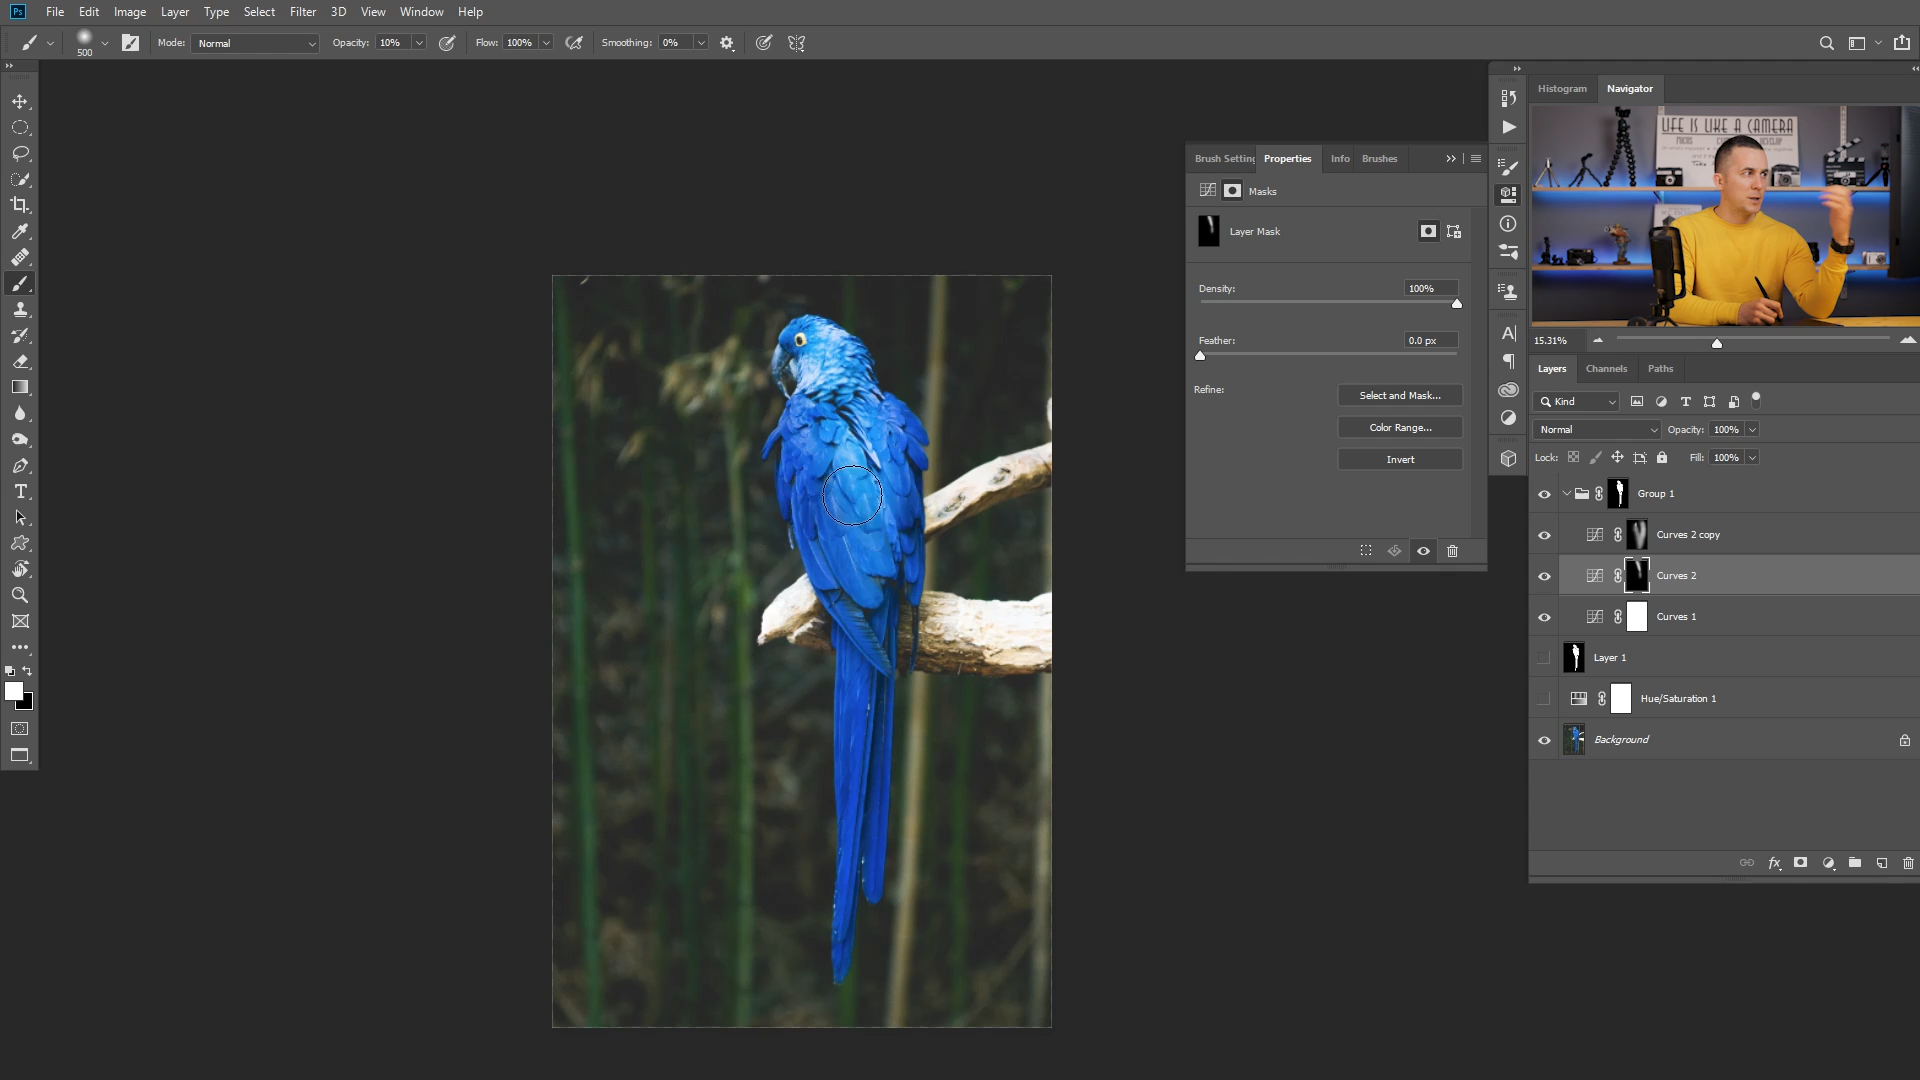 Ps File Edit Image Layer Type Select Filter 3D View Window Help
500 Mode: Normal Opacity: 10% Flow: 100% Smoothing: 0%
Histogram Navigator
LIFE IS LIKE A CAMERA
Brush Setting Properties Info Brushes
Masks
Layer Mask
Density: 100%
Feather: 0.0 px
Refine: Select and Mask...
Color Range...
Invert
15.31%
Layers Channels Paths
Kind
Normal Opacity: 100%
Lock: Fill: 100%
Group 1
Curves 2 copy
Curves 2
Curves 1
Layer 1
Hue/Saturation 1
Background